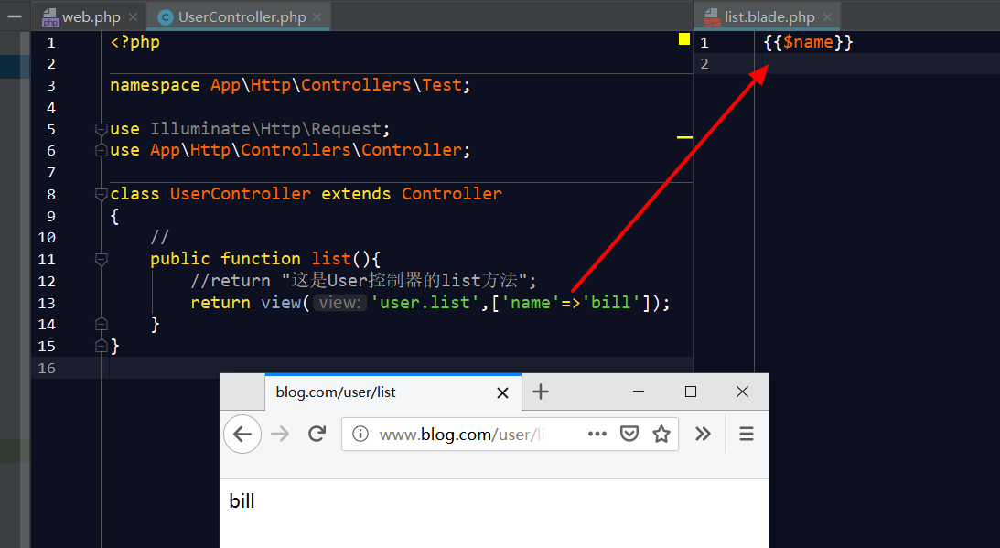 web.php
UserController.php
list.blade.php
1 <?php
2
3 namespace App\Http\Controllers\Test;
4
5 use Illuminate\Http\Request;
6 use App\Http\Controllers\Controller;
7
8 class UserController extends Controller
9 {
10     //
11     public function list(){
12         //return "这是User控制器的list方法";
13         return view( view: 'user.list',['name'=>'bill']);
14     }
15 }
16
1 {{$name}}
2
blog.com/user/list
www.blog.com/user/li
bill